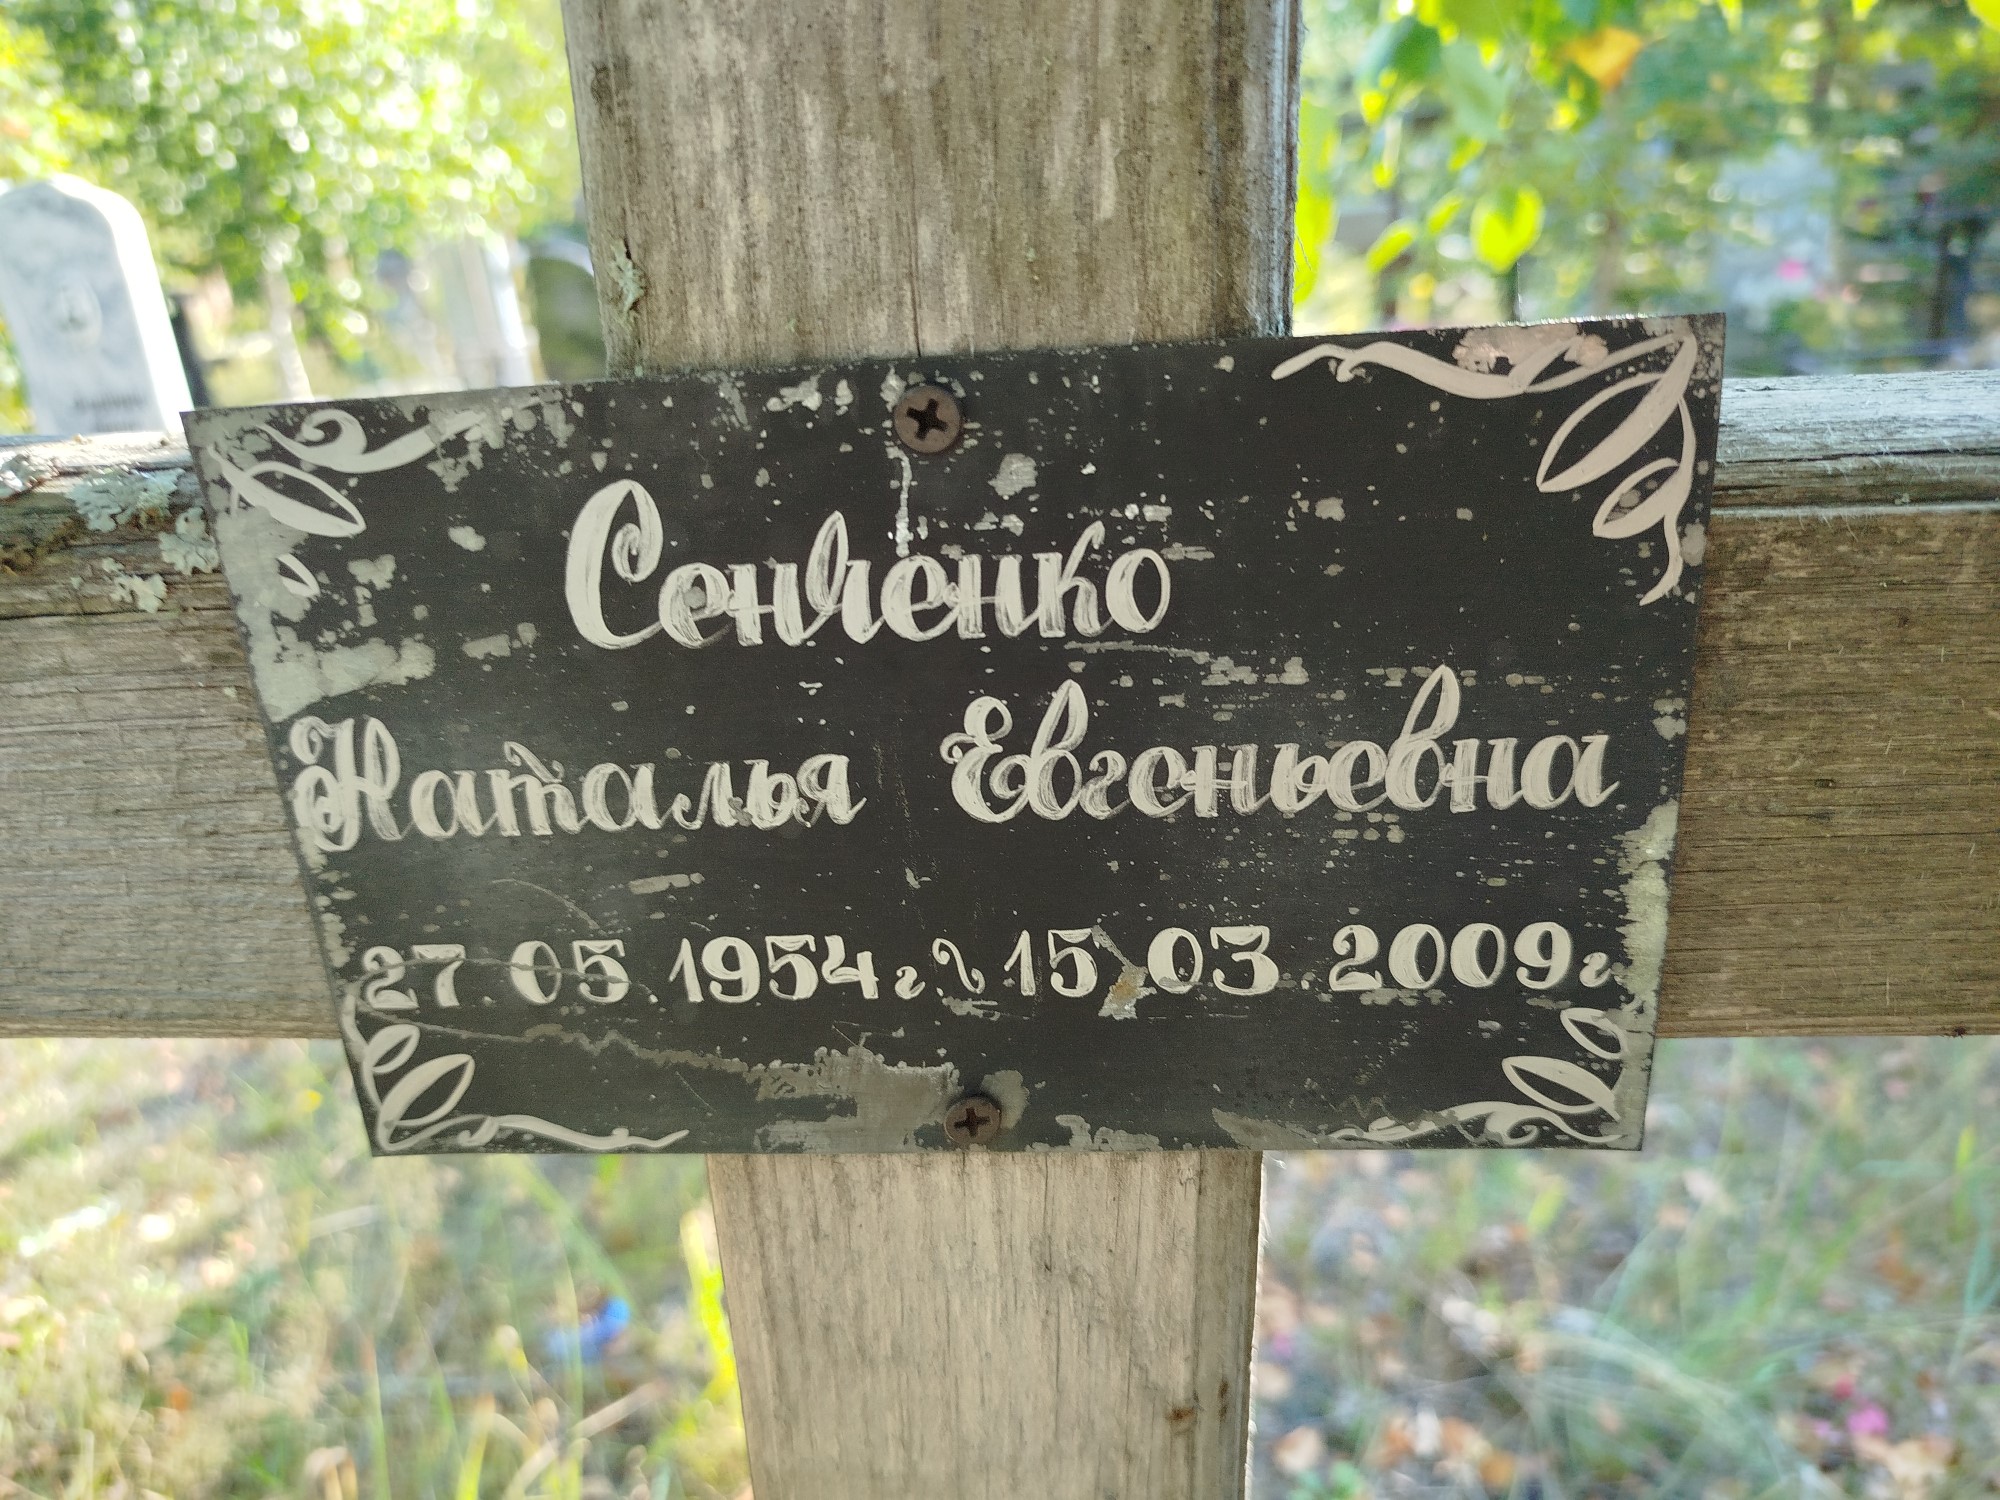 Сенченко
Наталья Евгеньевна
27.05.1954г. ~ 15.03.2009г